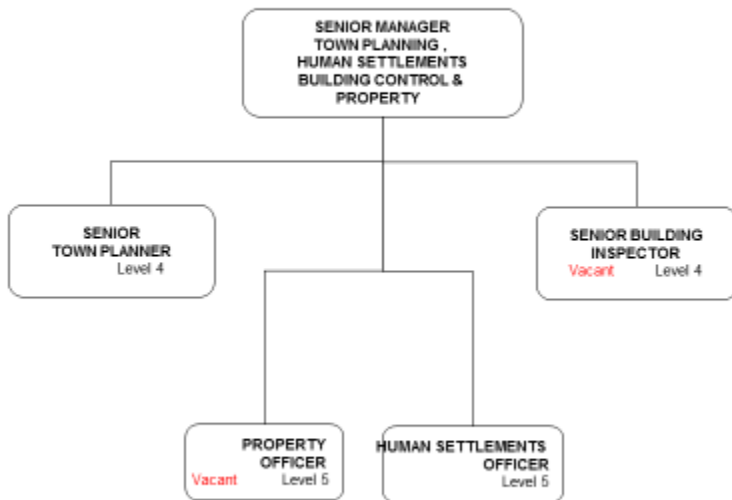 SENIOR MANAGER
TOWN PLANNING ,
HUMAN SETTLEMENTS
BUILDING CONTROL &
PROPERTY
SENIOR
TOWN PLANNER
Level 4
SENIOR BUILDING
INSPECTOR
Vacant Level 4
PROPERTY
OFFICER
Vacant Level 5
HUMAN SETTLEMENTS
OFFICER
Level 5